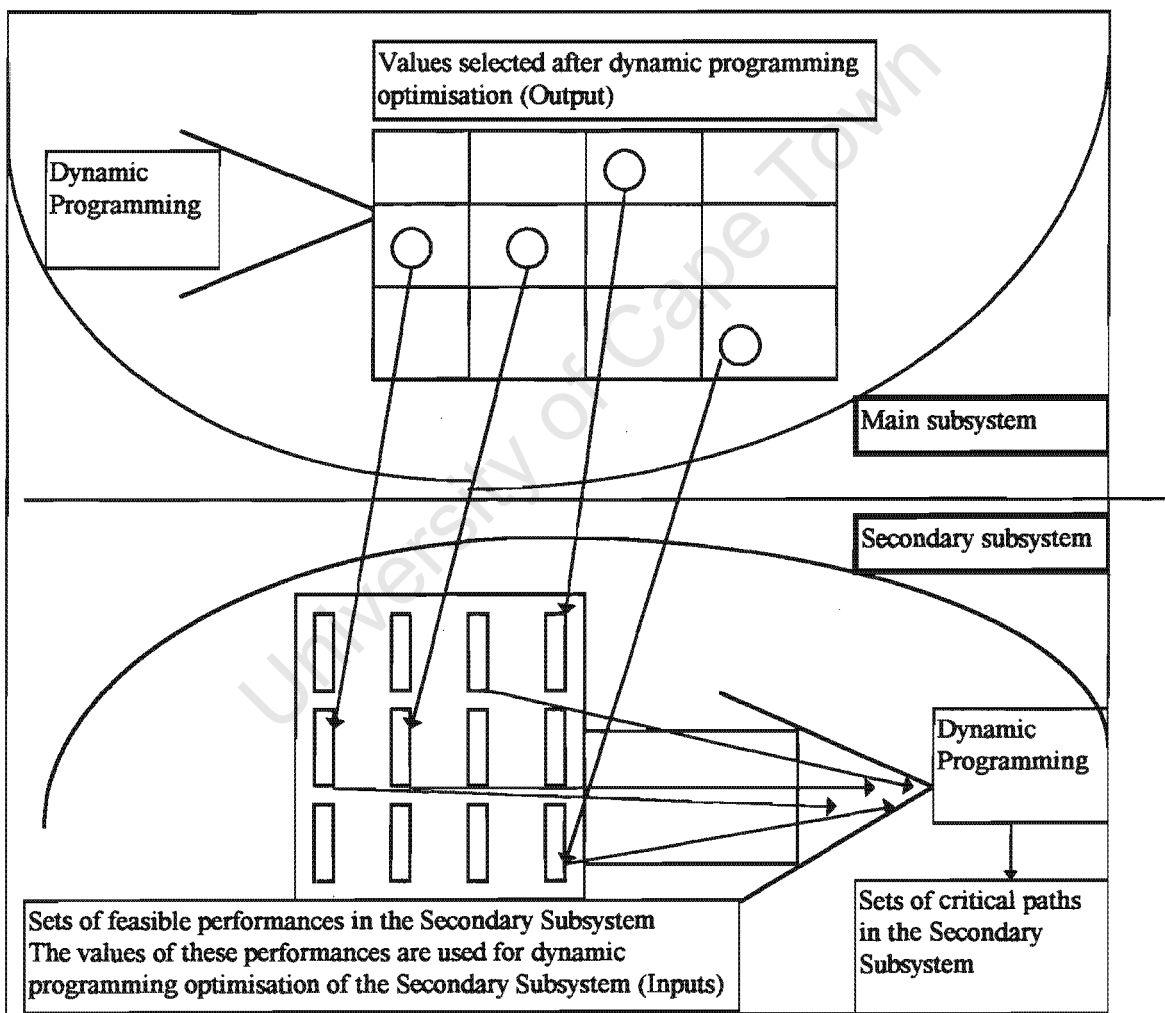 Values selected after dynamic programming
optimisation (Output)
Dynamic
Programming
Main subsystem
Secondary subsystem
Dynamic
Programming
Sets of feasible performances in the Secondary Subsystem
The values of these performances are used for dynamic
programming optimisation of the Secondary Subsystem (Inputs)
Sets of critical paths
in the Secondary
Subsystem
University of Cape Town